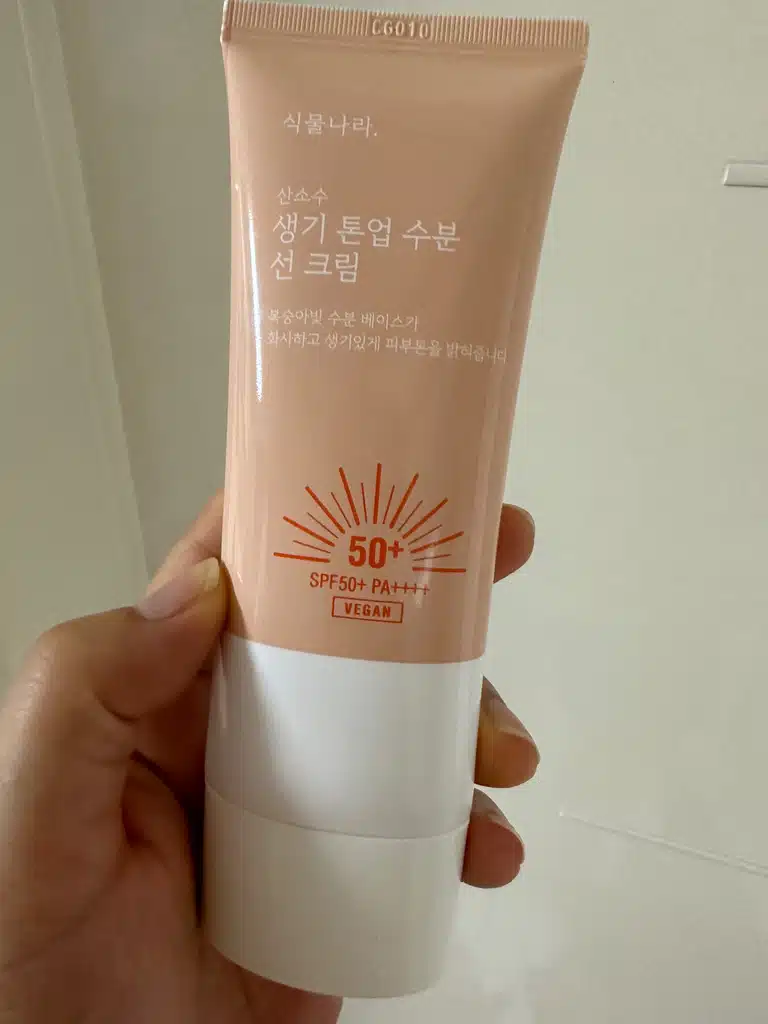 CG010
식물나라.
산소수
생기 톤업 수분
선 크림
복숭아빛 수분 베이스가
화사하고 생기있게 피부톤을 밝혀줍니다
50+
SPF50+ PA++++
VEGAN